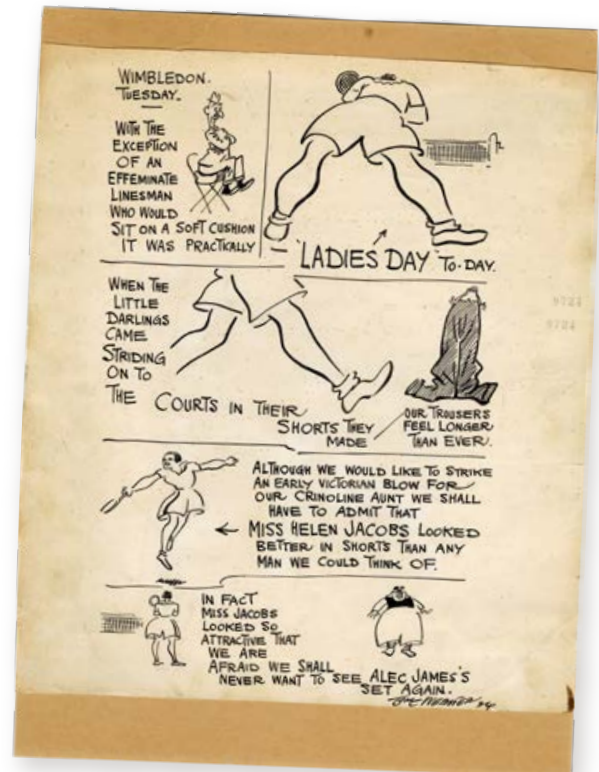 WIMBLEDON.
TUESDAY.
WITH THE
EXCEPTION
OF AN
EFFEMINATE
LINESMAN
WHO WOULD
SIT ON A SOFT CUSHION
IT WAS PRACTICALLY
LADIES DAY TO-DAY.
WHEN THE
LITTLE
DARLINGS
CAME
STRIDING
ON TO
THE COURTS IN THEIR
SHORTS THEY
MADE
OUR TROUSERS
FEEL LONGER
THAN EVER.
ALTHOUGH WE WOULD LIKE TO STRIKE
AN EARLY VICTORIAN BLOW FOR
OUR CRINOLINE AUNT WE SHALL
HAVE TO ADMIT THAT
MISS HELEN JACOBS LOOKED
BETTER IN SHORTS THAN ANY
MAN WE COULD THINK OF.
IN FACT
MISS JACOBS
LOOKED SO
ATTRACTIVE THAT
WE ARE
AFRAID WE SHALL
NEVER WANT TO SEE ALEC JAMES'S
SET AGAIN.